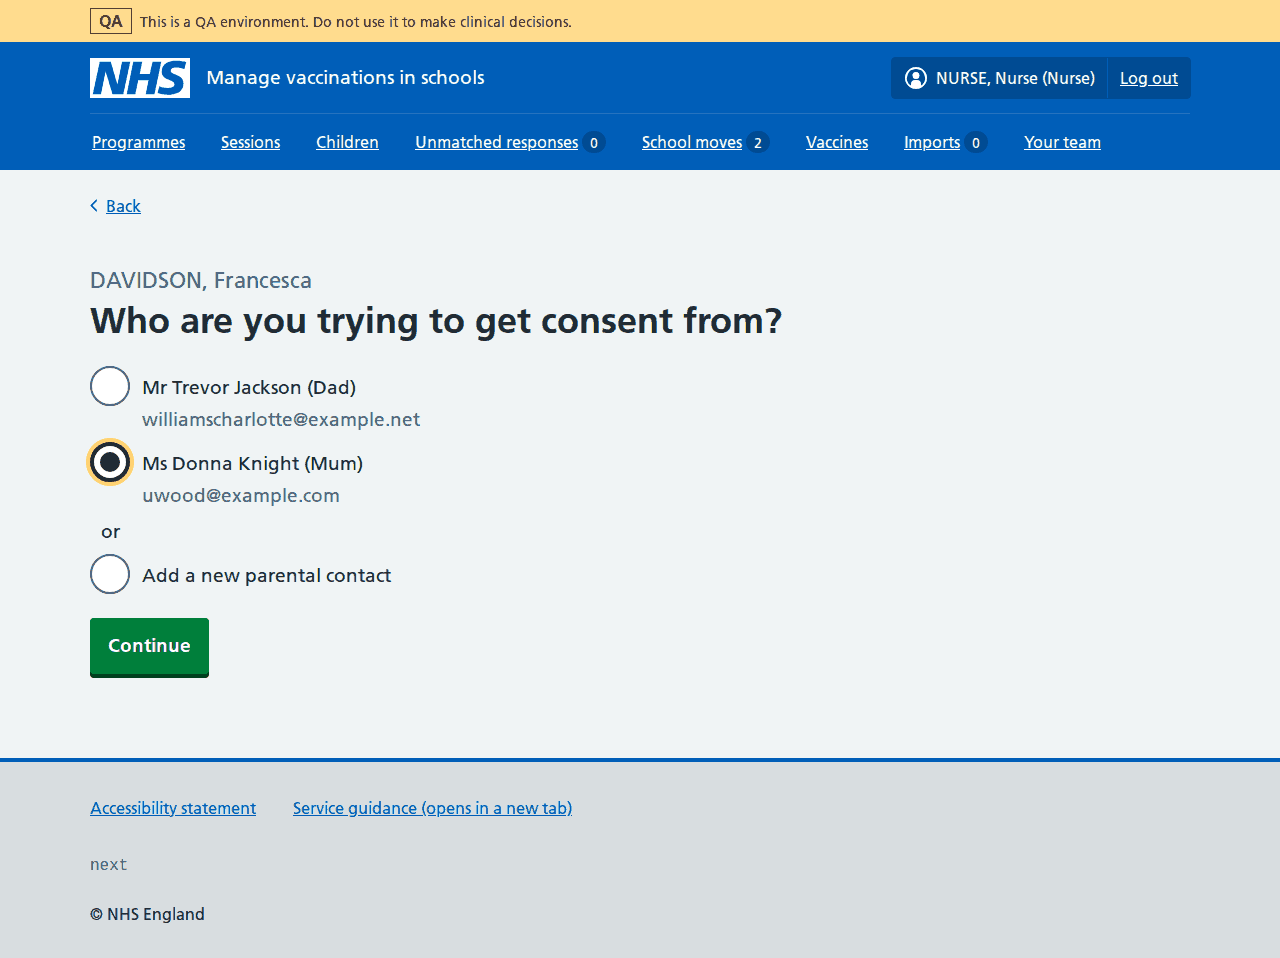 QA This is a QA environment. Do not use it to make clinical decisions.
NHS Manage vaccinations in schools NURSE, Nurse (Nurse) Log out
Programmes Sessions Children Unmatched responses 0 School moves 2 Vaccines Imports 0 Your team
Back
DAVIDSON, Francesca
Who are you trying to get consent from?
Mr Trevor Jackson (Dad)
williamscharlotte@example.net
Ms Donna Knight (Mum)
uwood@example.com
or
Add a new parental contact
Continue
Accessibility statement Service guidance (opens in a new tab)
next
© NHS England